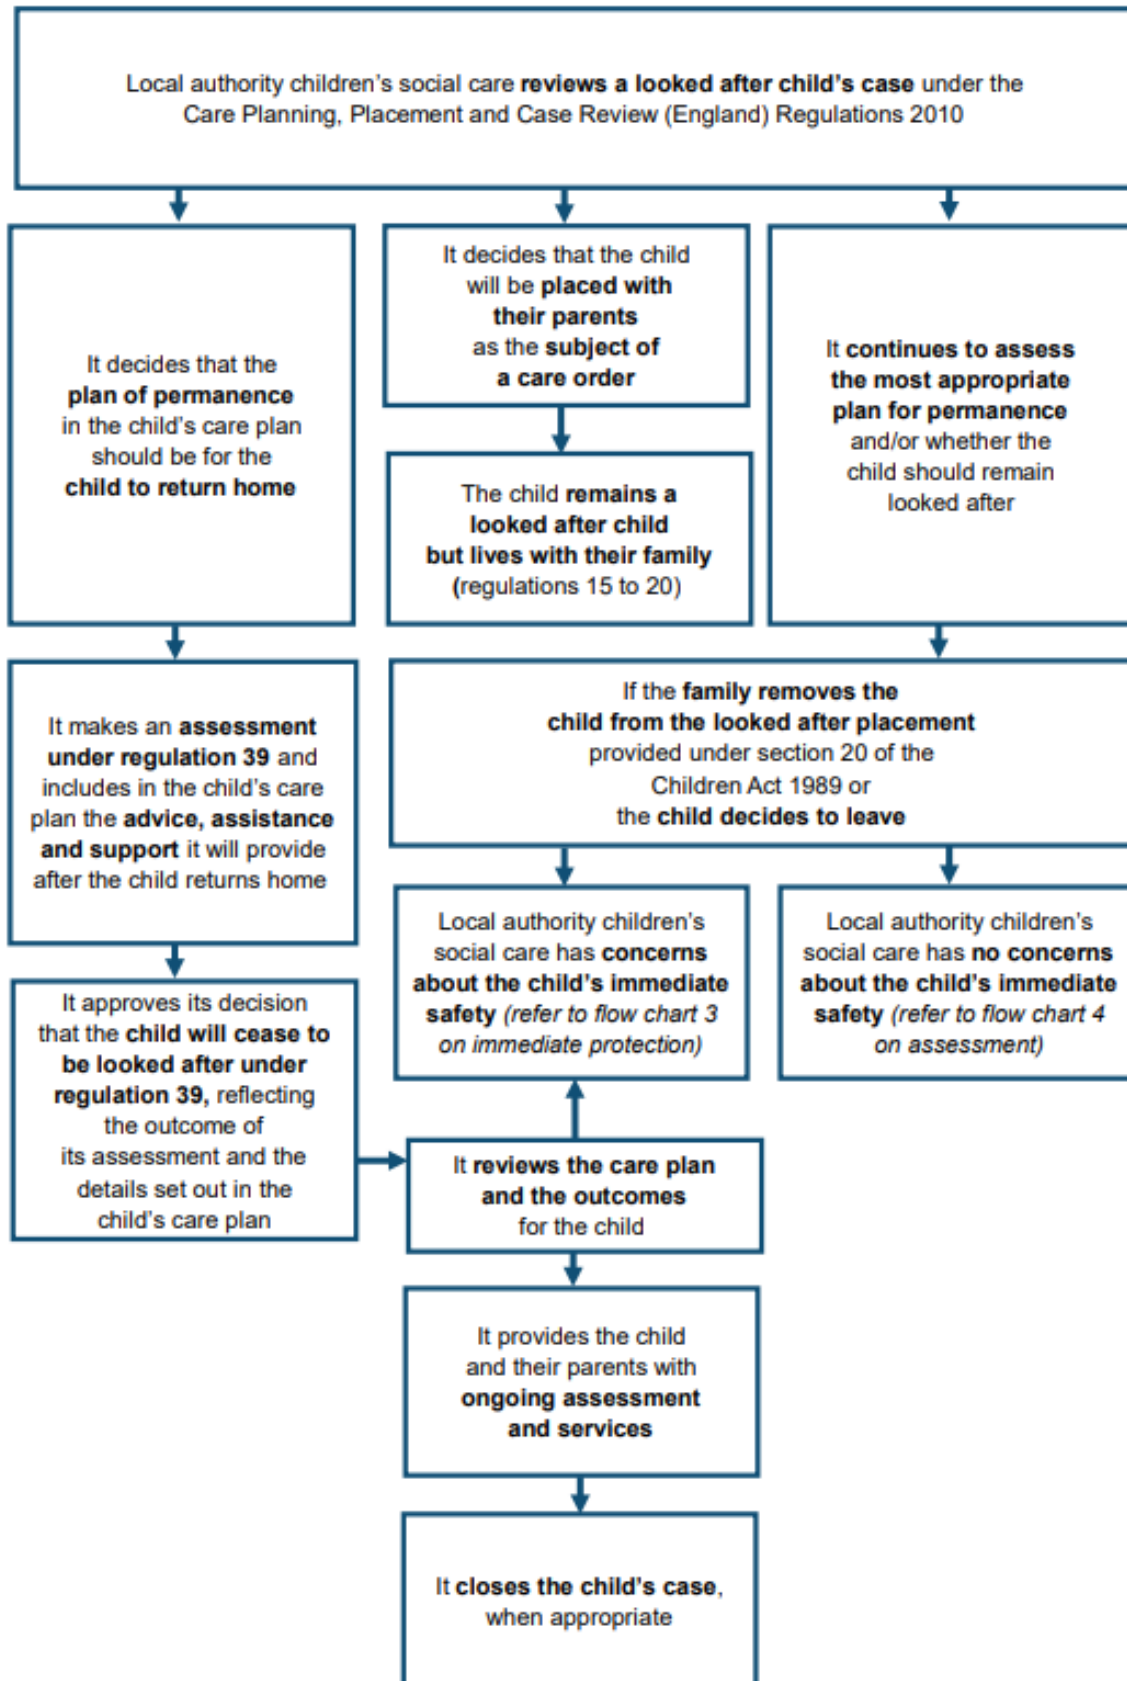 Local authority children's social care reviews a looked after child's case under the
Care Planning, Placement and Case Review (England) Regulations 2010
It decides that the
plan of permanence
in the child's care plan
should be for the
child to return home
It decides that the child
will be placed with
their parents
as the subject of
a care order
It continues to assess
the most appropriate
plan for permanence
and/or whether the
child should remain
looked after
The child remains a
looked after child
but lives with their family
(regulations 15 to 20)
It makes an assessment
under regulation 39 and
includes in the child's care
plan the advice, assistance
and support it will provide
after the child returns home
If the family removes the
child from the looked after placement
provided under section 20 of the
Children Act 1989 or
the child decides to leave
Local authority children's
social care has concerns
about the child's immediate
safety (refer to flow chart 3
on immediate protection)
Local authority children's
social care has no concerns
about the child's immediate
safety (refer to flow chart 4
on assessment)
It approves its decision
that the child will cease to
be looked after under
regulation 39, reflecting
the outcome of
its assessment and the
details set out in the
child's care plan
It reviews the care plan
and the outcomes
for the child
It provides the child
and their parents with
ongoing assessment
and services
It closes the child's case,
when appropriate